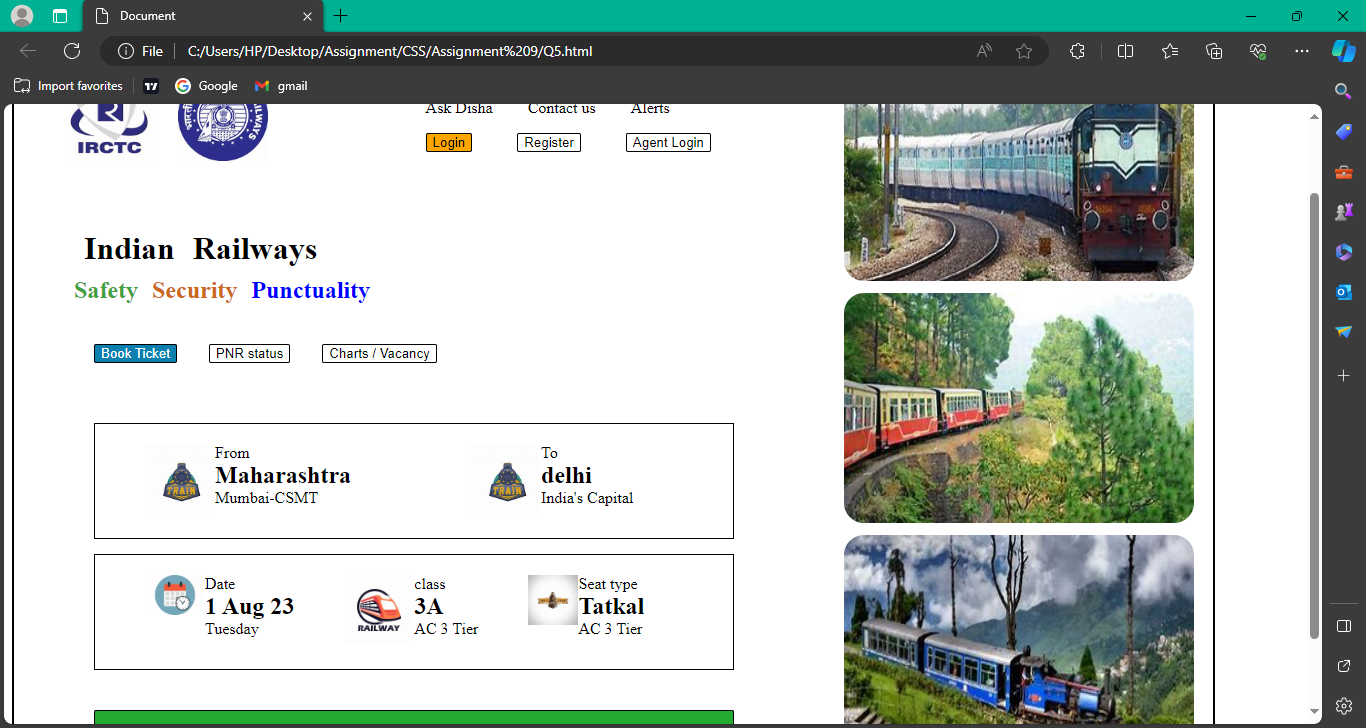 Document
File
C:/Users/HP/Desktop/Assignment/CSS/Assignment%209/Q5.html
Import favorites
Google
gmail
IRCTC
Ask Disha Contact us Alerts
Login Register Agent Login
Indian Railways
Safety Security Punctuality
Book Ticket PNR status Charts / Vacancy
From
Maharashtra
Mumbai-CSMT
TRAIN
To
delhi
India's Capital
TRAIN
Date
1 Aug 23
Tuesday
class
3A
AC 3 Tier
RAILWAY
Seat type
Tatkal
AC 3 Tier